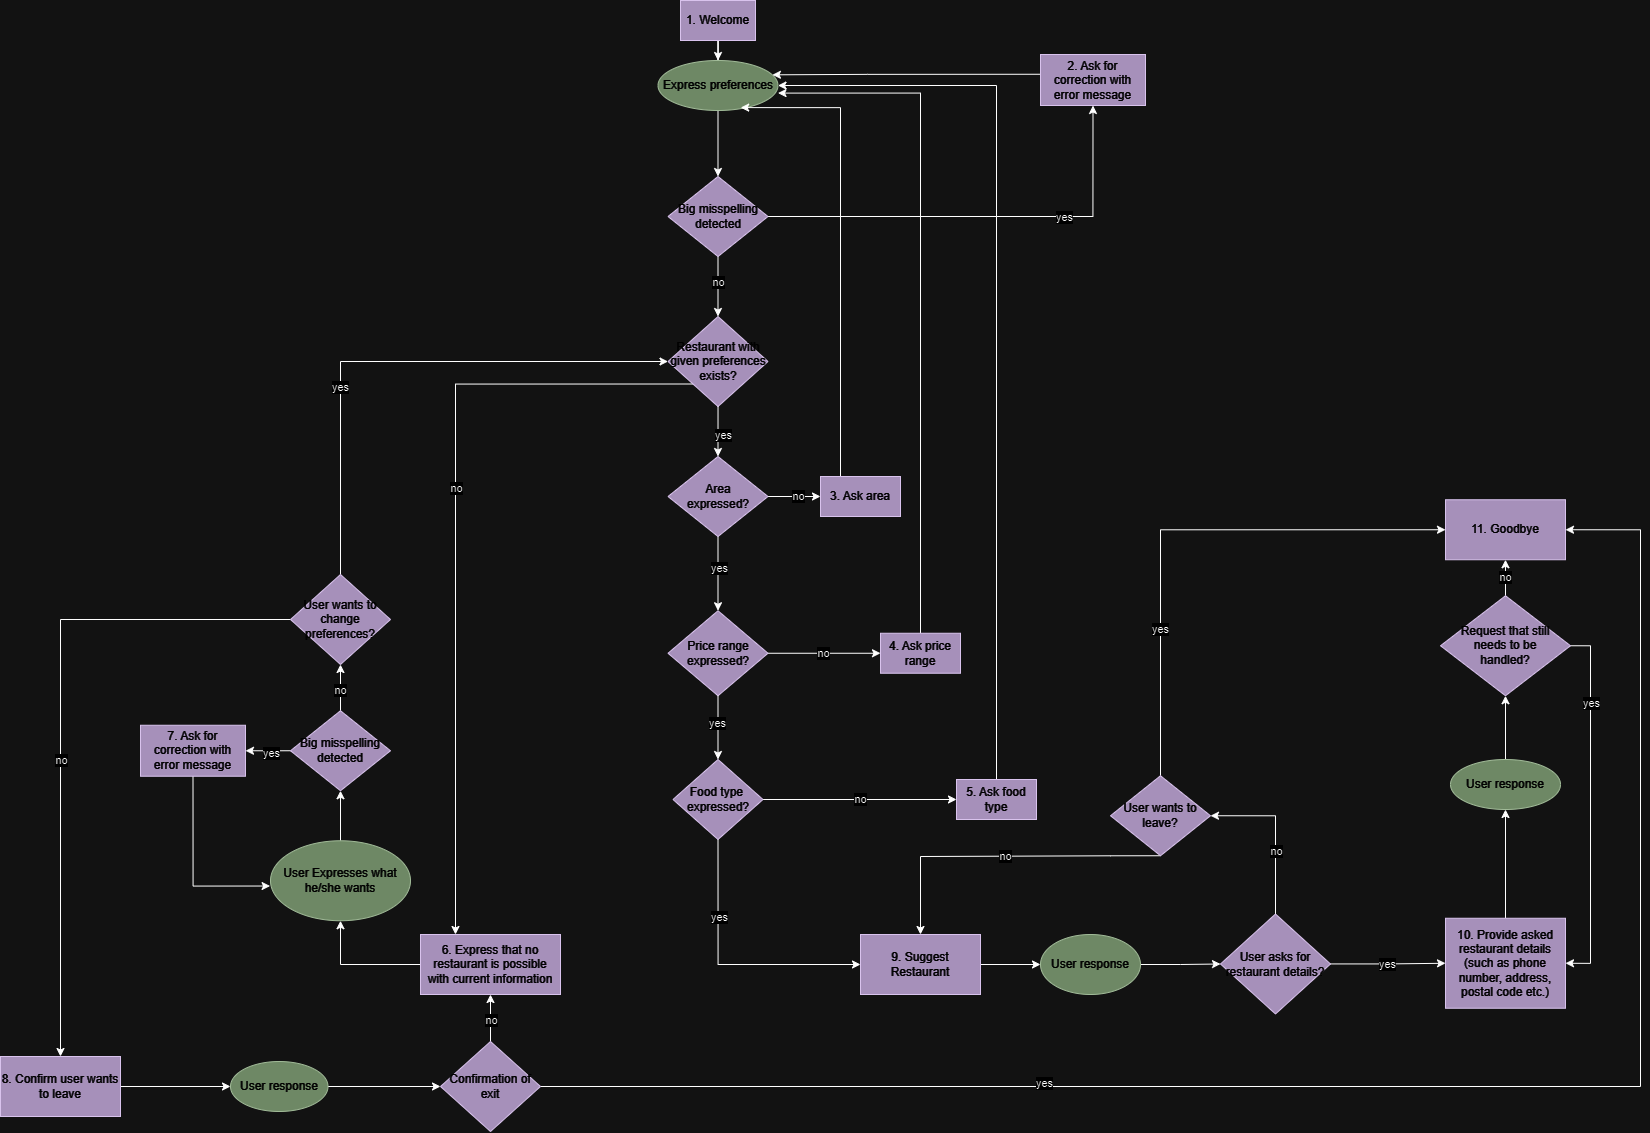 1. Welcome
Express preferences
2. Ask for
correction with
error message
Big misspelling
detected
yes
no
Restaurant with
given preferences
exists?
yes
no
yes
Area
expressed?
no
3. Ask area
yes
Price range
expressed?
no
4. Ask price
range
yes
Food type
expressed?
no
5. Ask food
type
yes
User wants to
change
preferences?
no
no
Big misspelling
detected
yes
7. Ask for
correction with
error message
User Expresses what
he/she wants
6. Express that no
restaurant is possible
with current information
no
8. Confirm user wants
to leave
User response
Confirmation of
exit
yes
9. Suggest
Restaurant
User response
User asks for
restaurant details?
yes
no
User wants to
leave?
no
yes
10. Provide asked
restaurant details
(such as phone
number, address,
postal code etc.)
User response
Request that still
needs to be
handled?
yes
no
11. Goodbye